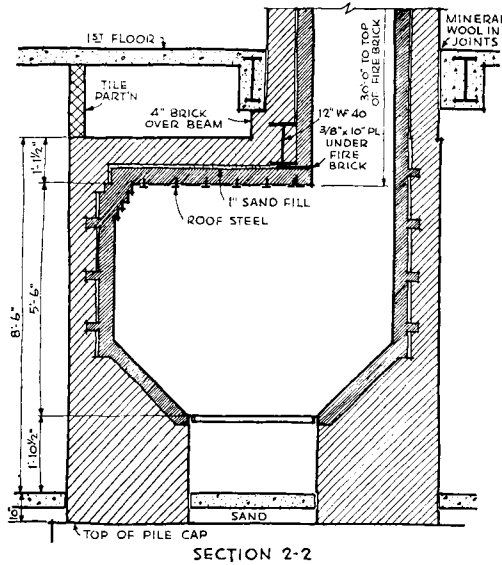 1ST FLOOR
TILE
PART'N
4" BRICK
OVER BEAM
30'-0" TO TOP
OF FIRE BRICK
MINERAL
WOOL IN
JOINTS
12" WF 40
3/8" x 10" PL
UNDER
FIRE
BRICK
1" SAND FILL
ROOF STEEL
1'-1½"
8'-6"
5'-6"
1'-10½"
10"
SAND
TOP OF PILE CAP
SECTION 2-2